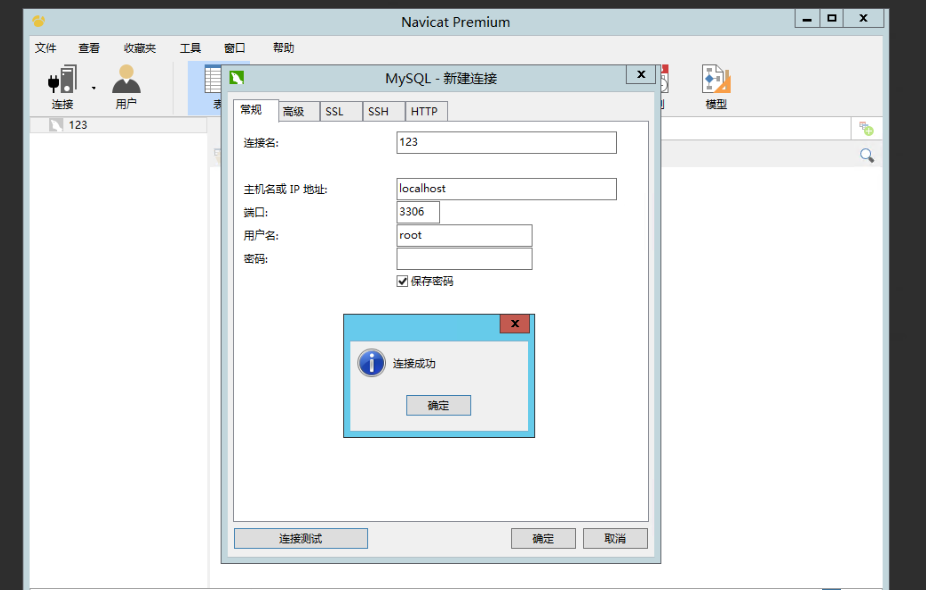 Navicat Premium
文件 查看 收藏夹 工具 窗口 帮助
连接 用户 模型
123
MySQL - 新建连接
常规 高级 SSL SSH HTTP
连接名: 123
主机名或 IP 地址: localhost
端口: 3306
用户名: root
密码:
保存密码
连接成功
确定
连接测试 确定 取消